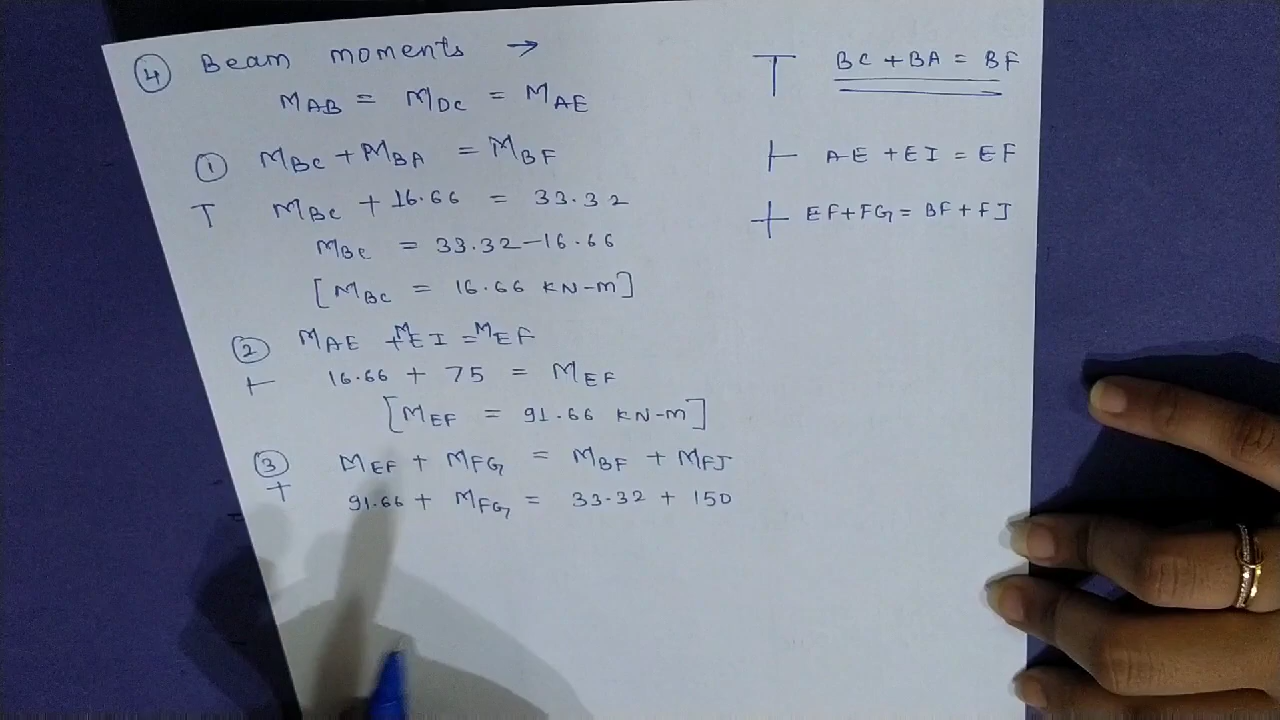 ④ Beam moments →
MAB = MDC = MAE
① MBC + MBA = MBF
T MBC + 16.66 = 33.32
MBC = 33.32-16.66
[MBC = 16.66 KN-m]
② MAE + MEI = MEF
⊢ 16.66 + 75 = MEF
[MEF = 91.66 KN-m]
③ MEF + MFG = MBF + MFJ
+ 91.66 + MFG = 33.32 + 150
T BC + BA = BF
⊢ AE + EI = EF
+ EF+FG = BF + FJ